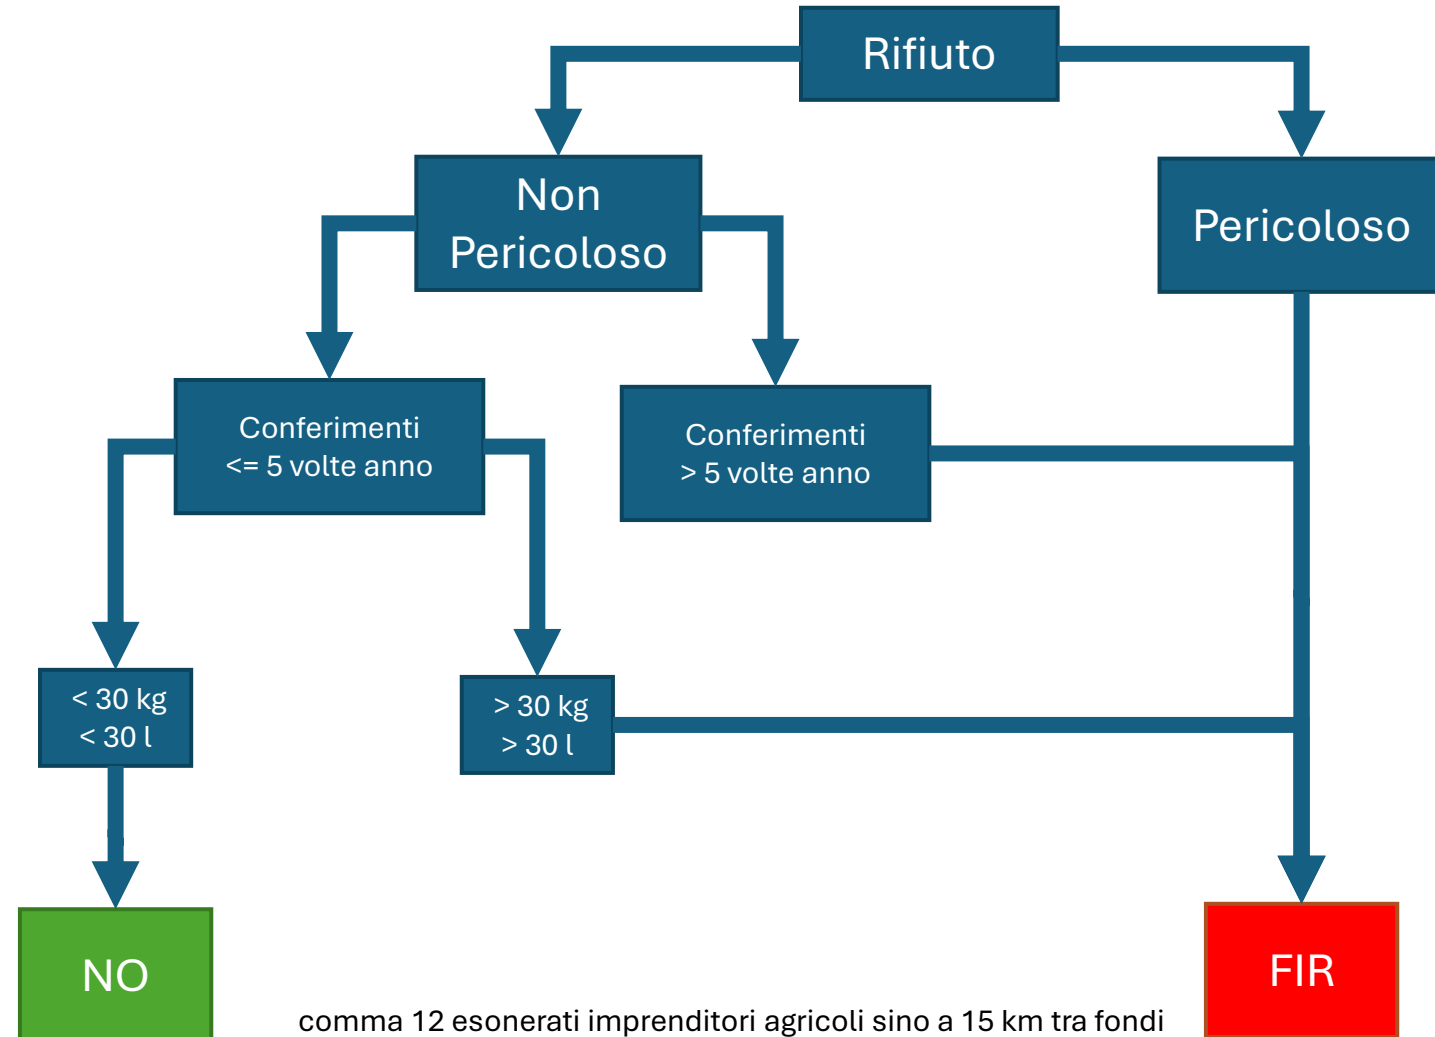 Rifiuto
Non
Pericoloso
Pericoloso
Conferimenti
<= 5 volte anno
Conferimenti
> 5 volte anno
< 30 kg
< 30 l
> 30 kg
> 30 l
NO
FIR
comma 12 esonerati imprenditori agricoli sino a 15 km tra fondi